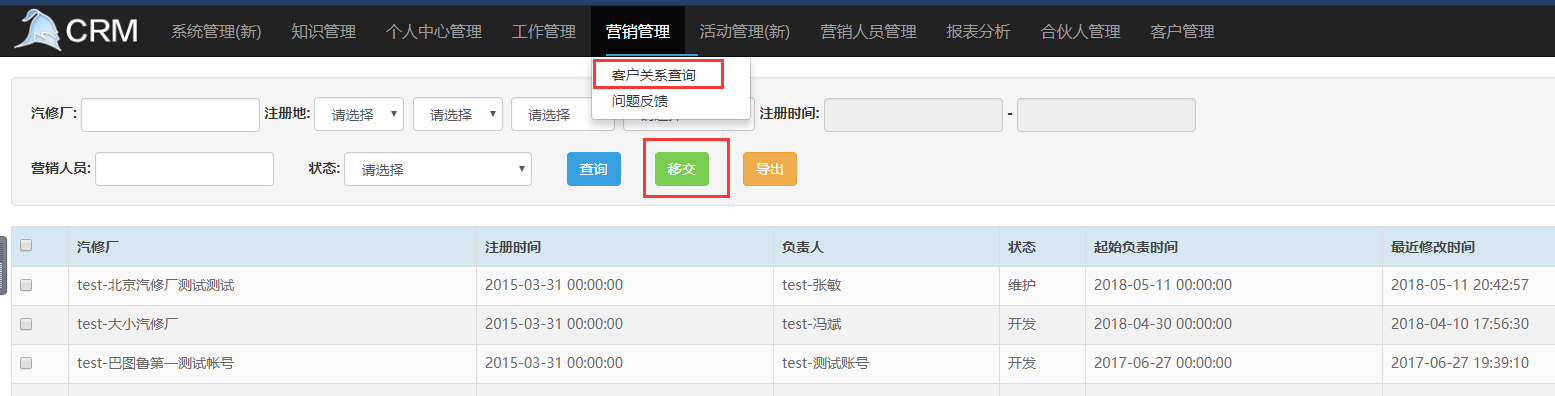 CRM 系统管理(新) 知识管理 个人中心管理 工作管理 营销管理 活动管理(新) 营销人员管理 报表分析 合伙人管理 客户管理
客户关系查询
问题反馈
汽修厂: 注册地: 请选择 请选择 请选择 注册时间: -
营销人员: 状态: 请选择 查询 移交 导出
汽修厂 注册时间 负责人 状态 起始负责时间 最近修改时间
test-北京汽修厂测试测试 2015-03-31 00:00:00 test-张敏 维护 2018-05-11 00:00:00 2018-05-11 20:42:57
test-大小汽修厂 2015-03-31 00:00:00 test-冯斌 开发 2018-04-30 00:00:00 2018-04-10 17:56:30
test-巴图鲁第一测试帐号 2015-03-31 00:00:00 test-测试账号 开发 2017-06-27 00:00:00 2017-06-27 19:39:10